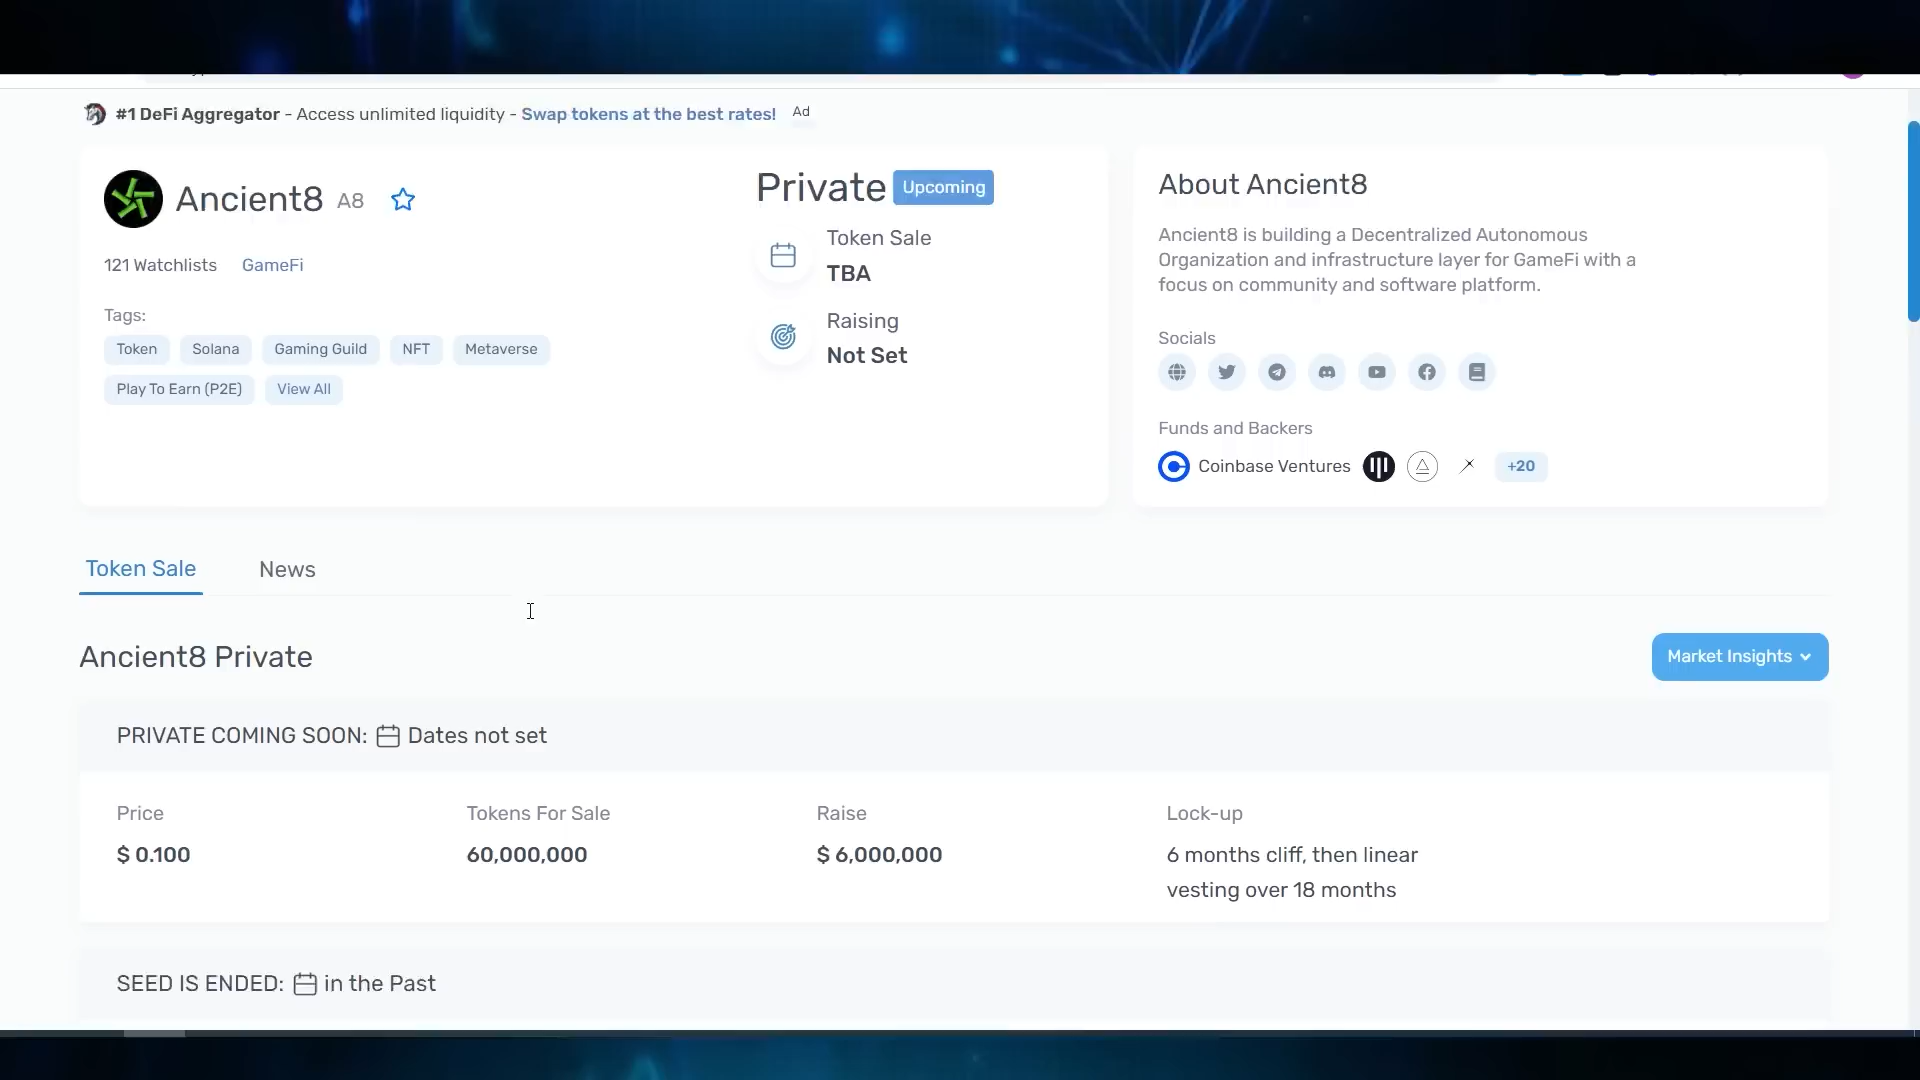 #1 DeFi Aggregator - Access unlimited liquidity - Swap tokens at the best rates! Ad
Ancient8 A8
121 Watchlists GameFi
Tags:
Token Solana Gaming Guild NFT Metaverse
Play To Earn (P2E) View All
Private Upcoming
Token Sale
TBA
Raising
Not Set
About Ancient8
Ancient8 is building a Decentralized Autonomous
Organization and infrastructure layer for GameFi with a
focus on community and software platform.
Socials
Funds and Backers
Coinbase Ventures +20
Token Sale News
Ancient8 Private
Market Insights
PRIVATE COMING SOON: Dates not set
Price Tokens For Sale Raise Lock-up
$ 0.100 60,000,000 $ 6,000,000 6 months cliff, then linear
vesting over 18 months
SEED IS ENDED: in the Past